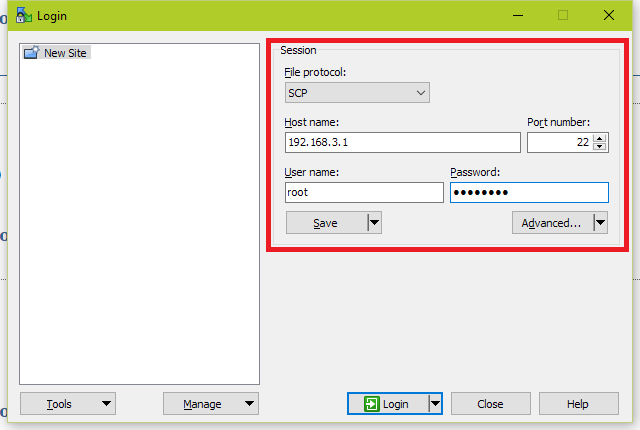 Login
New Site
Session
File protocol:
SCP
Host name:
Port number:
192.168.3.1
22
User name:
Password:
root
●●●●●●●●
Save
Advanced...
Tools
Manage
Login
Close
Help